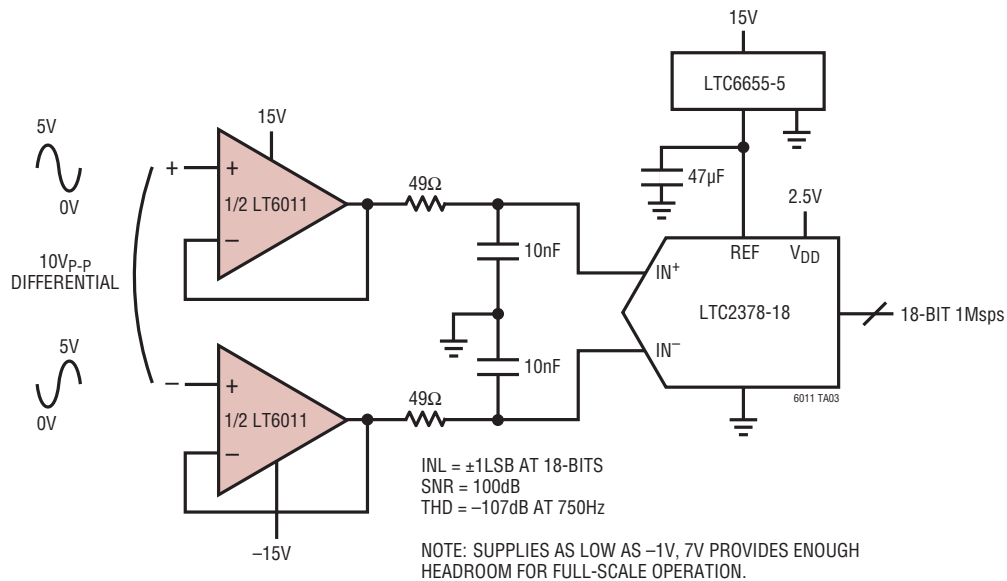 15V
LTC6655-5
5V
0V
15V
+
+
1/2 LT6011
–
49Ω
47µF
2.5V
10nF
REF
VDD
IN+
10VP-P
DIFFERENTIAL
LTC2378-18
18-BIT 1Msps
IN–
5V
0V
10nF
–
+
1/2 LT6011
–
49Ω
6011 TA03
–15V
INL = ±1LSB AT 18-BITS
SNR = 100dB
THD = –107dB AT 750Hz
NOTE: SUPPLIES AS LOW AS –1V, 7V PROVIDES ENOUGH
HEADROOM FOR FULL-SCALE OPERATION.